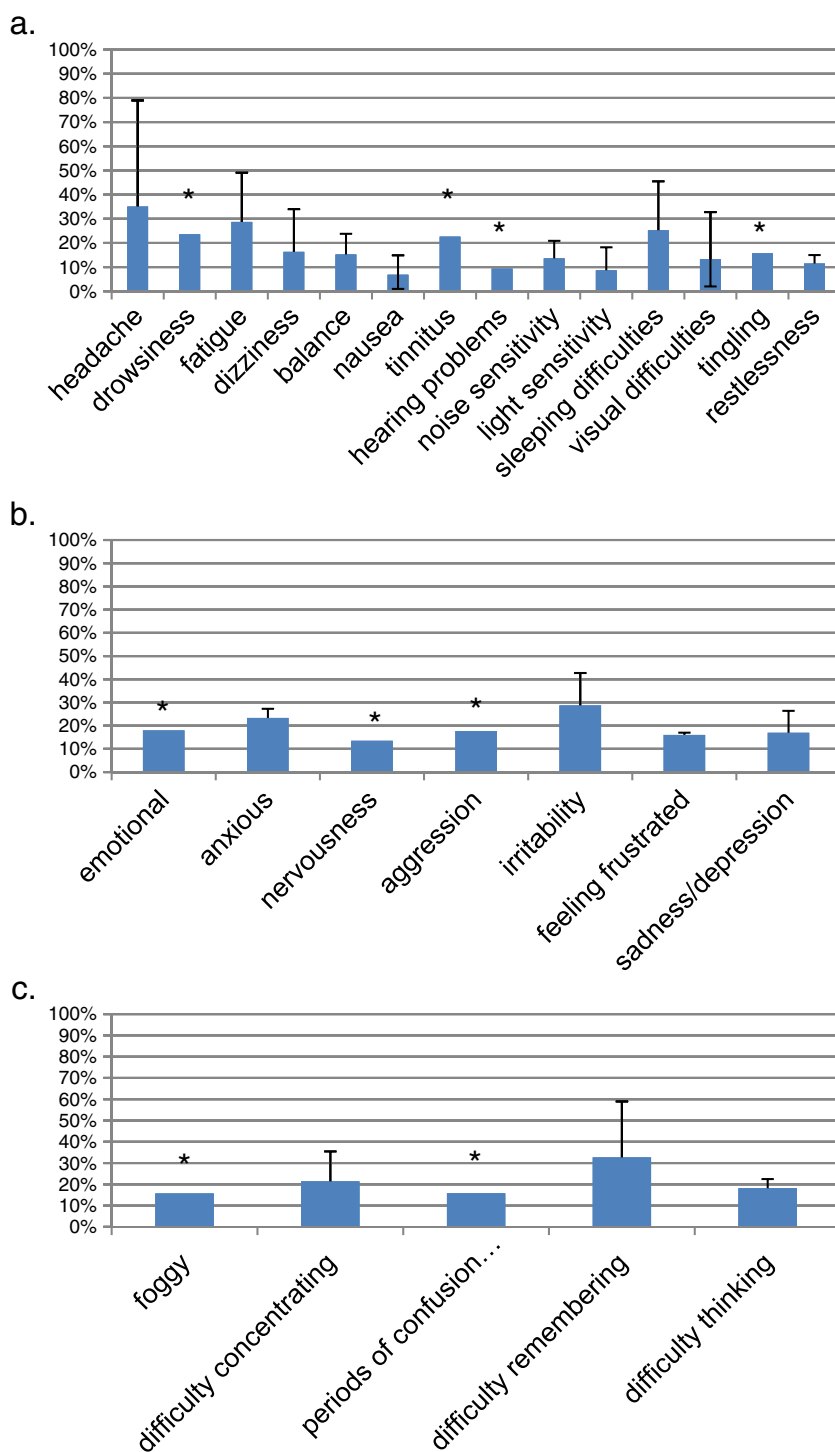 a.
100%
90%
80%
70%
60%
50%
40%
30%
20%
10%
0%
* * * *
headache
drowsiness
fatigue
dizziness
balance
nausea
tinnitus
hearing problems
noise sensitivity
light sensitivity
sleeping difficulties
visual difficulties
tingling
restlessness
b.
100%
90%
80%
70%
60%
50%
40%
30%
20%
10%
0%
* * *
emotional
anxious
nervousness
aggression
irritability
feeling frustrated
sadness/depression
c.
100%
90%
80%
70%
60%
50%
40%
30%
20%
10%
0%
* *
foggy
difficulty concentrating
periods of confusion…
difficulty remembering
difficulty thinking